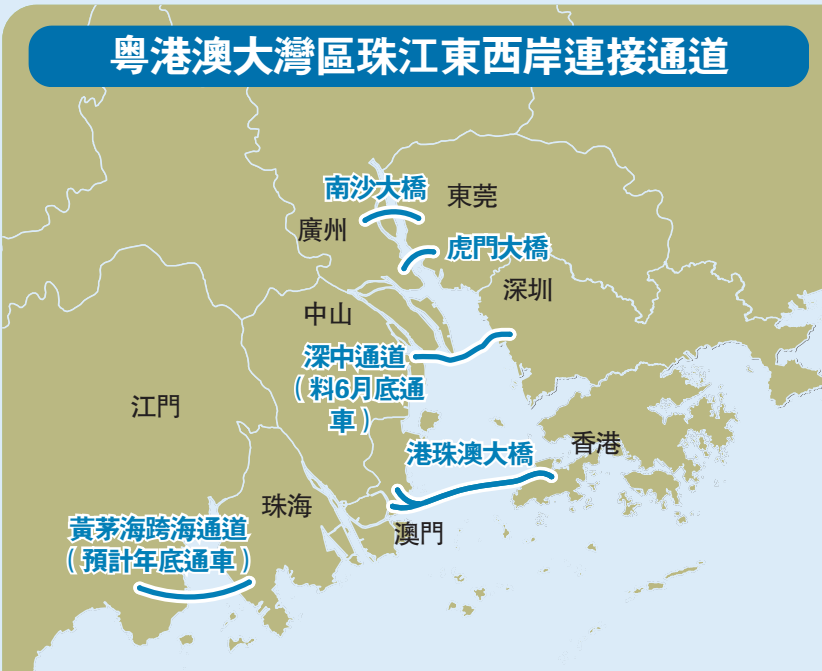 粵港澳大灣區珠江東西岸連接通道
南沙大橋
東莞
廣州
虎門大橋
深圳
中山
深中通道
（料6月底通
車）
江門
港珠澳大橋
香港
珠海
澳門
黃茅海跨海通道
（預計年底通車）